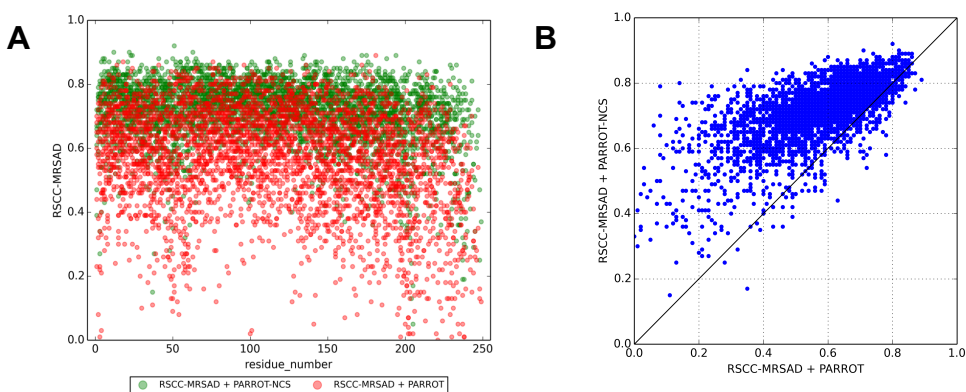 A
1.0
0.8
0.6
0.4
0.2
0.0
RSCC-MRSAD
0 50 100 150 200 250
residue_number
RSCC-MRSAD + PARROT-NCS RSCC-MRSAD + PARROT
B
1.0
0.8
0.6
0.4
0.2
0.0
RSCC-MRSAD + PARROT-NCS
0.0 0.2 0.4 0.6 0.8 1.0
RSCC-MRSAD + PARROT